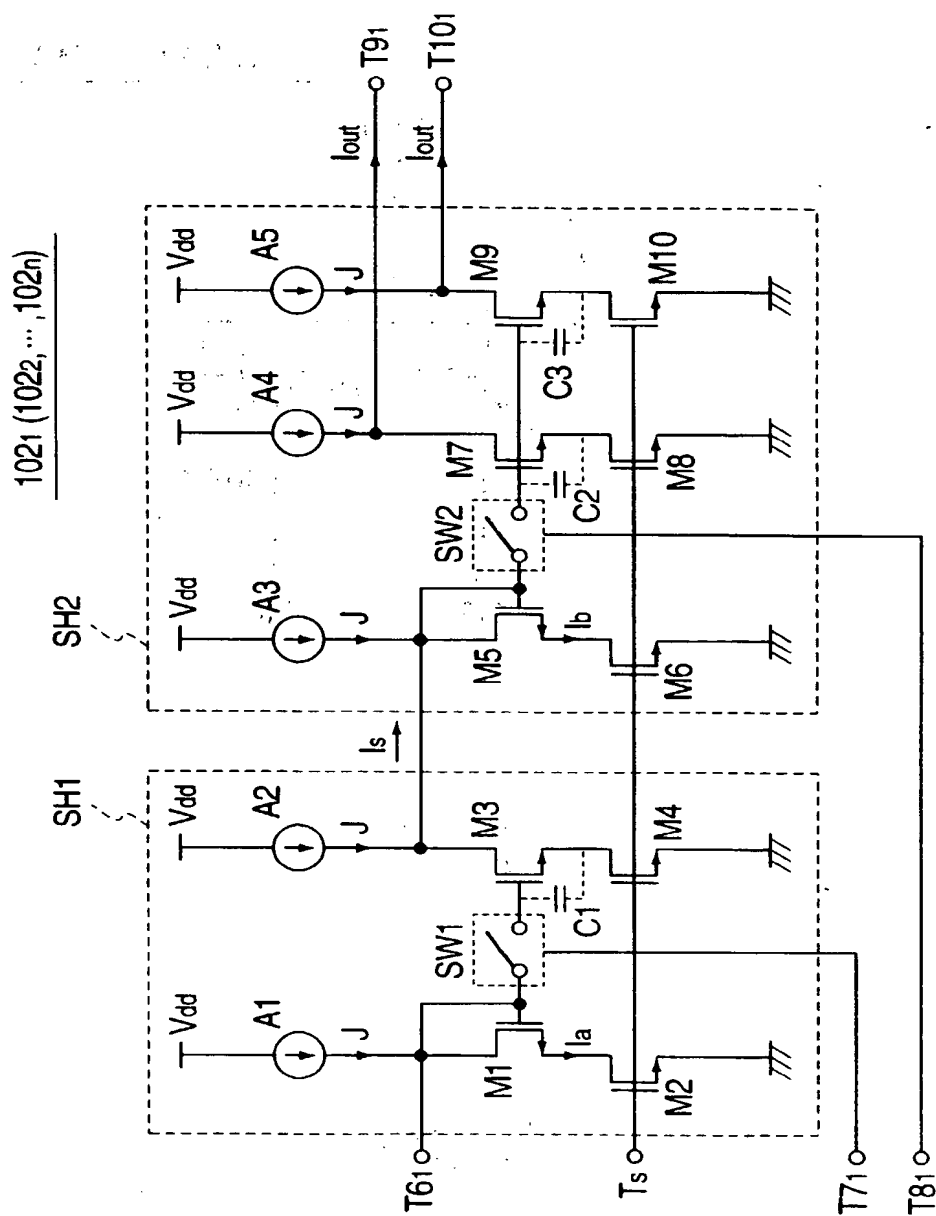 102₁ (102₂, ··· ,102n)
SH1
SH2
Vdd
Vdd
Vdd
Vdd
Vdd
A1
A2
A3
A4
A5
J
J
J
J
J
Iout
Iout
T9₁
T10₁
Is
T6₁
M1
SW1
M3
M5
SW2
M7
M9
Ia
C1
Ib
C2
C3
Ts
M2
M4
M6
M8
M10
T7₁
T8₁